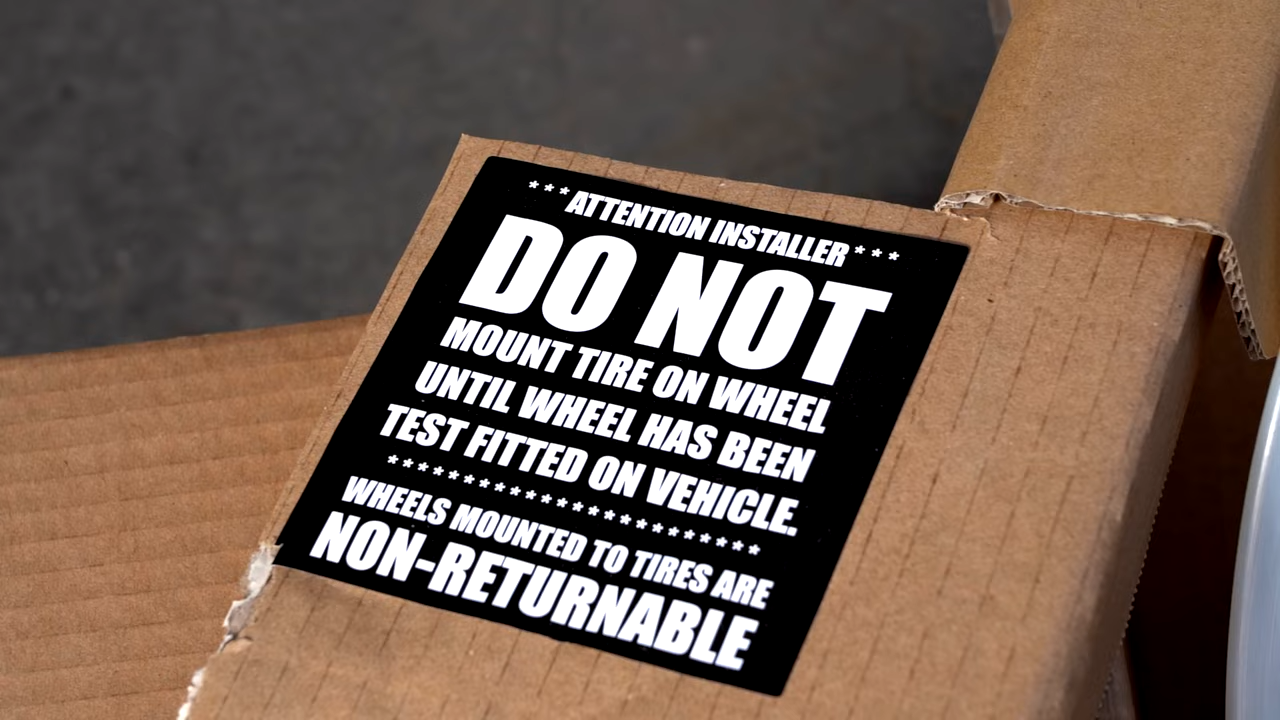 ***ATTENTION INSTALLER***
DO NOT
MOUNT TIRE ON WHEEL
UNTIL WHEEL HAS BEEN
TEST FITTED ON VEHICLE.
************************
WHEELS MOUNTED TO TIRES ARE
NON-RETURNABLE